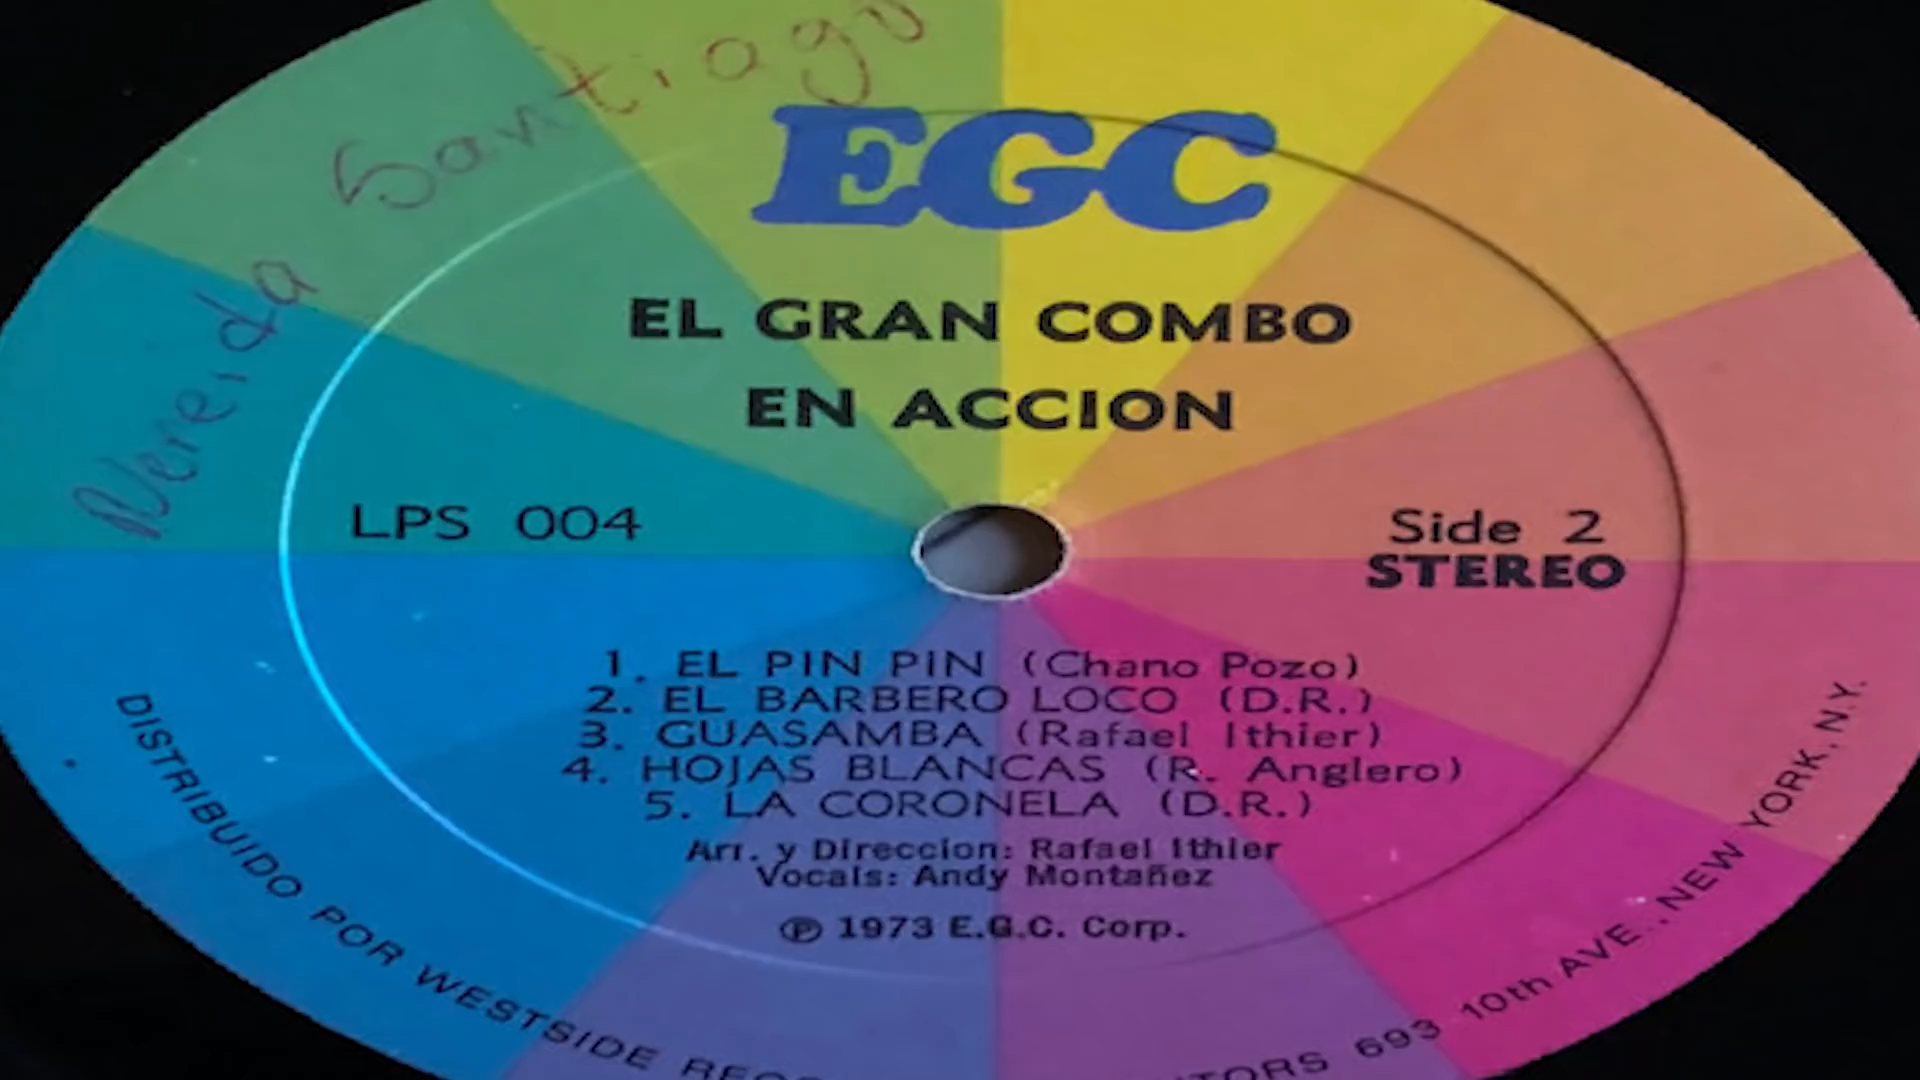 Nereida Santiago
EGC
EL GRAN COMBO
EN ACCION
LPS 004
Side 2
STEREO
1. EL PIN PIN (Chano Pozo)
2. EL BARBERO LOCO (D.R.)
3. GUASAMBA (Rafael Ithier)
4. HOJAS BLANCAS (R. Anglero)
5. LA CORONELA (D.R.)
Arr. y Direccion: Rafael Ithier
Vocals: Andy Montañez
℗ 1973 E.G.C. Corp.
DISTRIBUIDO POR WESTSIDE 693 10th AVE., NEW YORK, N.Y.